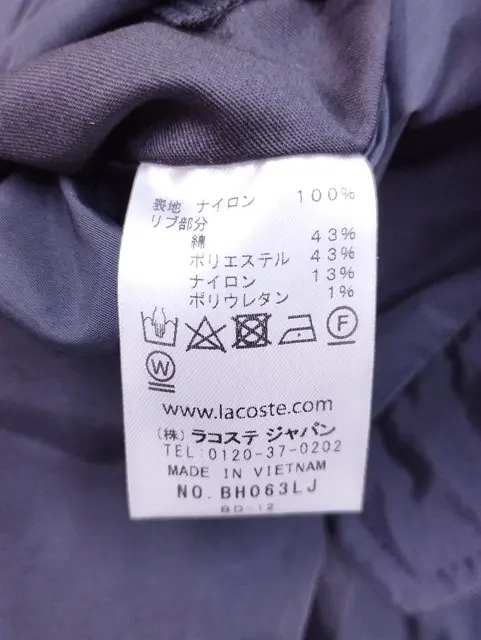 表地 ナイロン 100%
リブ部分
綿 43%
ポリエステル 43%
ナイロン 13%
ポリウレタン 1%
F
W
www.lacoste.com
(株) ラコステ ジャパン
TEL:0120-37-0202
MADE IN VIETNAM
NO. BH063LJ
BD-12